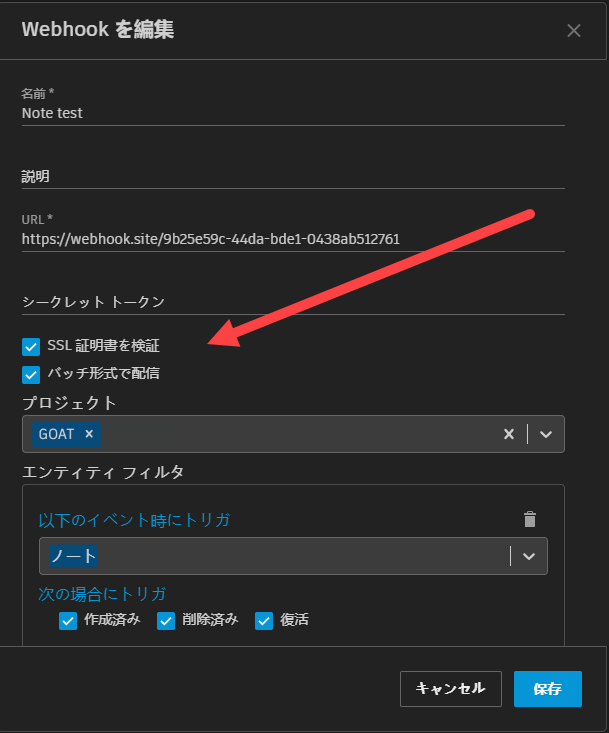 Webhook を編集
名前 *
Note test
説明
URL *
https://webhook.site/9b25e59c-44da-bde1-0438ab512761
シークレット トークン
SSL 証明書を検証
バッチ形式で配信
プロジェクト
GOAT
エンティティ フィルタ
以下のイベント時にトリガ
ノート
次の場合にトリガ
作成済み 削除済み 復活
キャンセル 保存